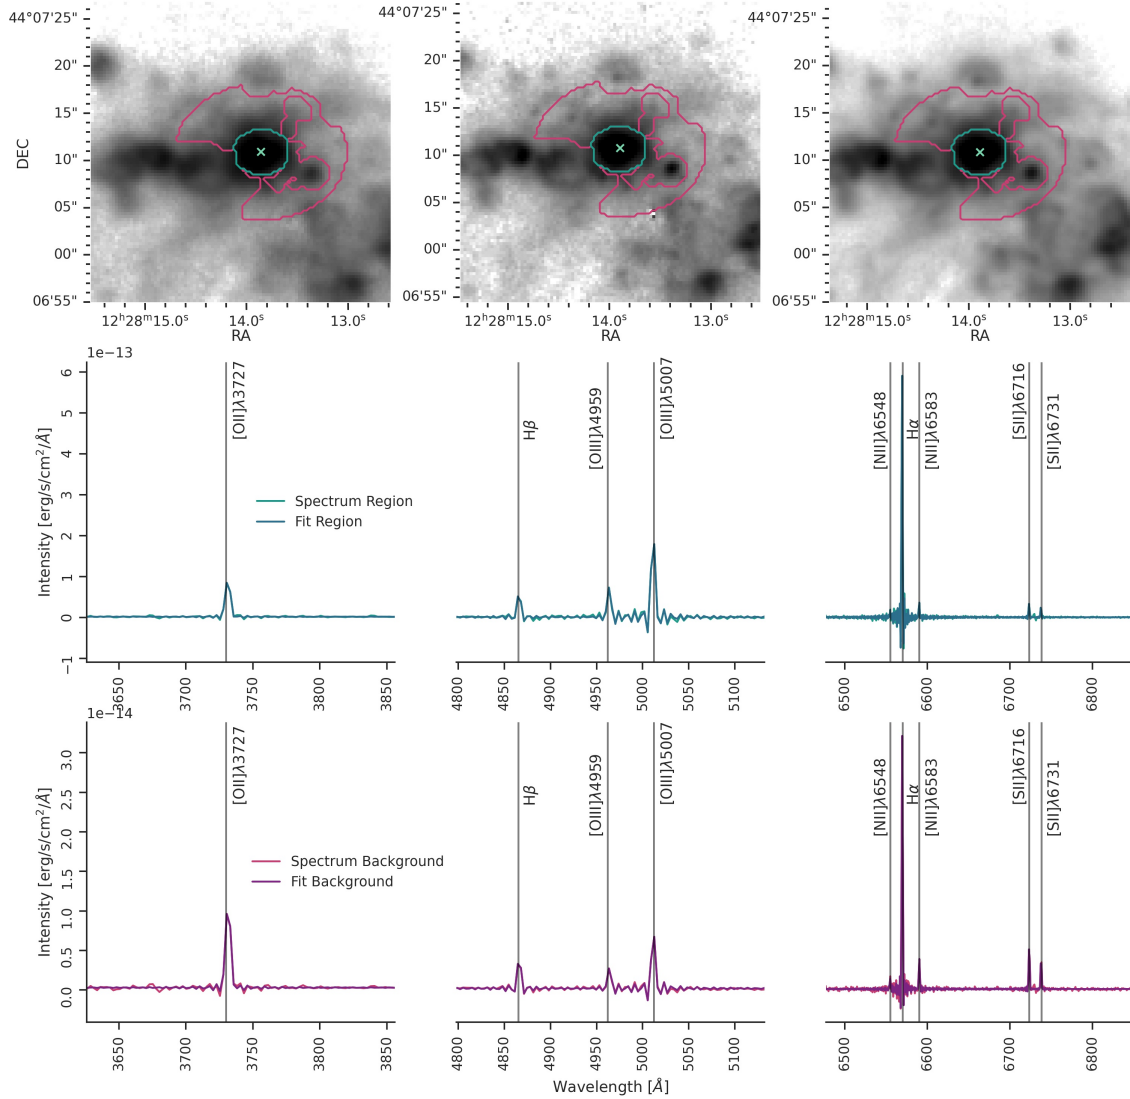 44°07'25"
20"
15"
10"
05"
00"
06'55"
DEC
12ʰ28ᵐ15.0ˢ
14.0ˢ
13.0ˢ
RA
44°07'25"
20"
15"
10"
05"
00"
06'55"
12ʰ28ᵐ15.0ˢ
14.0ˢ
13.0ˢ
RA
44°07'25"
20"
15"
10"
05"
00"
06'55"
12ʰ28ᵐ15.0ˢ
14.0ˢ
13.0ˢ
RA
1e−13
Intensity [erg/s/cm²/Å]
6
5
4
3
2
1
0
−1
[OII]λ3727
Spectrum Region
Fit Region
3650
3700
3750
3800
3850
Hβ
[OIII]λ4959
[OIII]λ5007
4800
4850
4900
4950
5000
5050
5100
[NII]λ6548
Hα
[NII]λ6583
[SII]λ6716
[SII]λ6731
6500
6600
6700
6800
1e−14
Intensity [erg/s/cm²/Å]
3.0
2.5
2.0
1.5
1.0
0.5
0.0
[OII]λ3727
Spectrum Background
Fit Background
3650
3700
3750
3800
3850
Hβ
[OIII]λ4959
[OIII]λ5007
4800
4850
4900
4950
5000
5050
5100
[NII]λ6548
Hα
[NII]λ6583
[SII]λ6716
[SII]λ6731
6500
6600
6700
6800
Wavelength [Å]